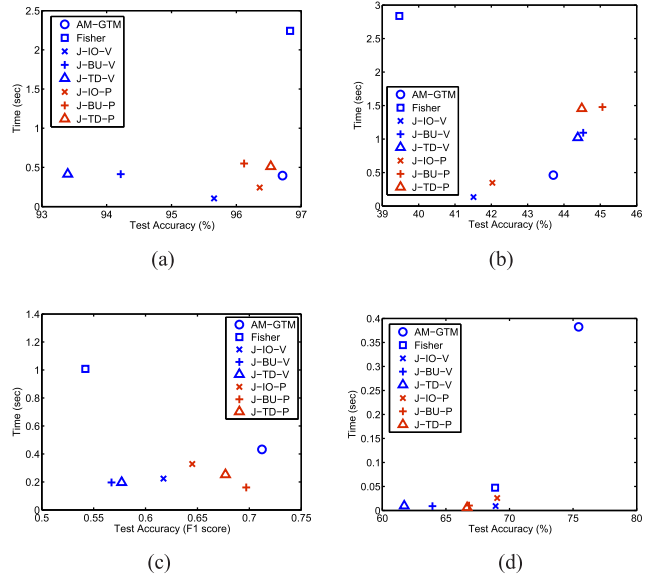 2.5
2
1.5
1
0.5
0
Time (sec)
AM−GTM
Fisher
J−IO−V
J−BU−V
J−TD−V
J−IO−P
J−BU−P
J−TD−P
93 94 95 96 97
Test Accuracy (%)
(a)
3
2.5
2
1.5
1
0.5
0
Time (sec)
AM−GTM
Fisher
J−IO−V
J−BU−V
J−TD−V
J−IO−P
J−BU−P
J−TD−P
39 40 41 42 43 44 45 46
Test Accuracy (%)
(b)
1.4
1.2
1
0.8
0.6
0.4
0.2
0
Time (sec)
AM−GTM
Fisher
J−IO−V
J−BU−V
J−TD−V
J−IO−P
J−BU−P
J−TD−P
0.5 0.55 0.6 0.65 0.7 0.75
Test Accuracy (F1 score)
(c)
0.4
0.35
0.3
0.25
0.2
0.15
0.1
0.05
0
Time (sec)
AM−GTM
Fisher
J−IO−V
J−BU−V
J−TD−V
J−IO−P
J−BU−P
J−TD−P
60 65 70 75 80
Test Accuracy (%)
(d)